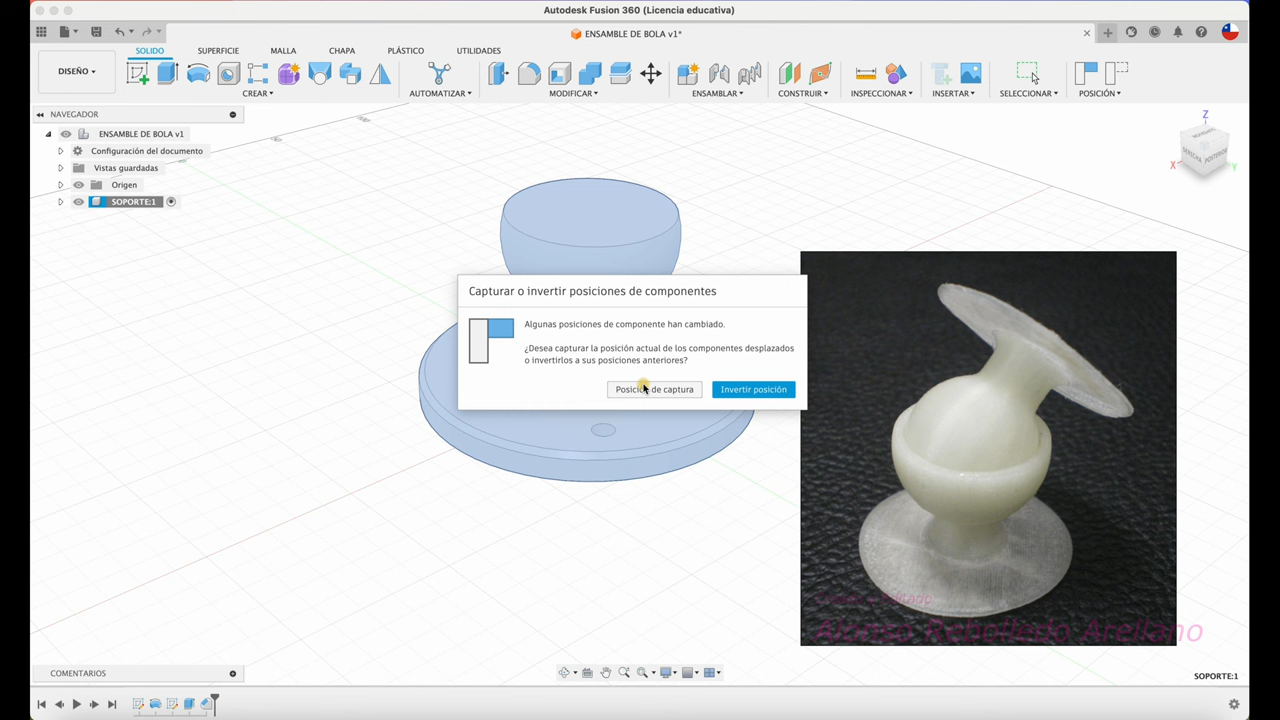 Autodesk Fusion 360 (Licencia educativa)
ENSAMBLE DE BOLA v1*
SOLIDO
SUPERFICIE
MALLA
CHAPA
PLÁSTICO
UTILIDADES
DISEÑO
CREAR
AUTOMATIZAR
MODIFICAR
ENSAMBLAR
CONSTRUIR
INSPECCIONAR
INSERTAR
SELECCIONAR
POSICIÓN
NAVEGADOR
ENSAMBLE DE BOLA v1
Configuración del documento
Vistas guardadas
Origen
SOPORTE:1
Z
DERECHA
POSTERIOR
X
Y
Capturar o invertir posiciones de componentes
Algunas posiciones de componente han cambiado.
¿Desea capturar la posición actual de los componentes desplazados
o invertirlos a sus posiciones anteriores?
Posición de captura
Invertir posición
Alonso Rebolledo Arellano
COMENTARIOS
SOPORTE:1